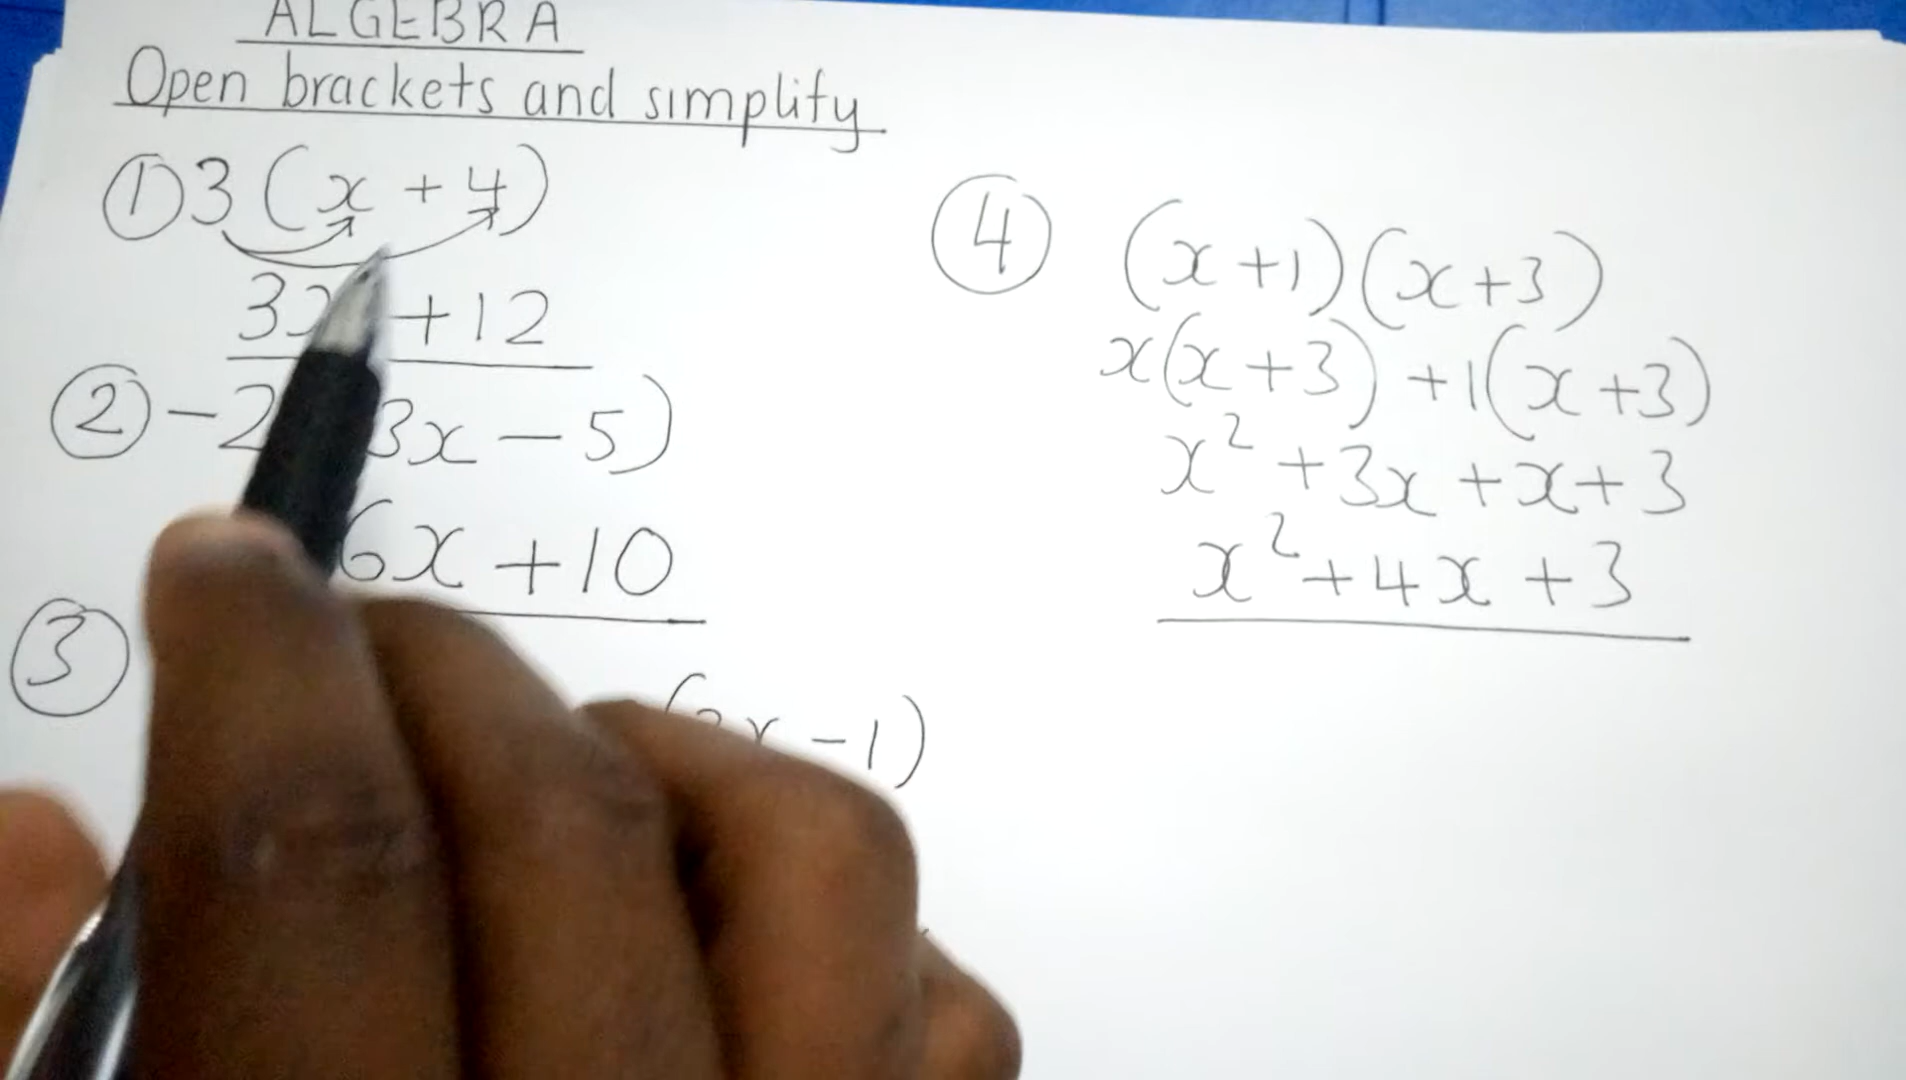 ALGEBRA
Open brackets and simplify
① 3 (x + 4)
3x + 12
② - 2 3x - 5)
6x + 10
③ (2x - 1)
④ (x + 1) (x + 3)
x(x + 3) + 1(x + 3)
x² + 3x + x + 3
x² + 4x + 3